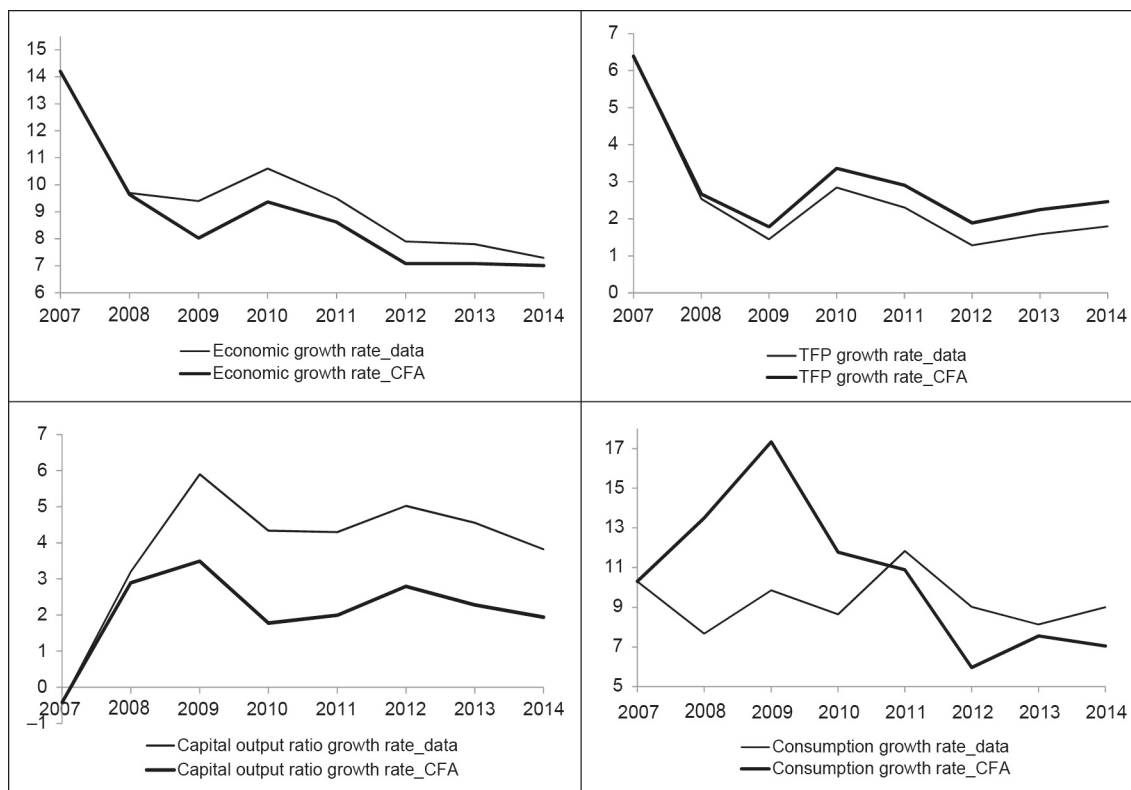 15
14
13
12
11
10
9
8
7
6
2007 2008 2009 2010 2011 2012 2013 2014
Economic growth rate_data
Economic growth rate_CFA
7
6
5
4
3
2
1
0
2007 2008 2009 2010 2011 2012 2013 2014
TFP growth rate_data
TFP growth rate_CFA
7
6
5
4
3
2
1
0
–1
2007 2008 2009 2010 2011 2012 2013 2014
Capital output ratio growth rate_data
Capital output ratio growth rate_CFA
17
15
13
11
9
7
5
2007 2008 2009 2010 2011 2012 2013 2014
Consumption growth rate_data
Consumption growth rate_CFA